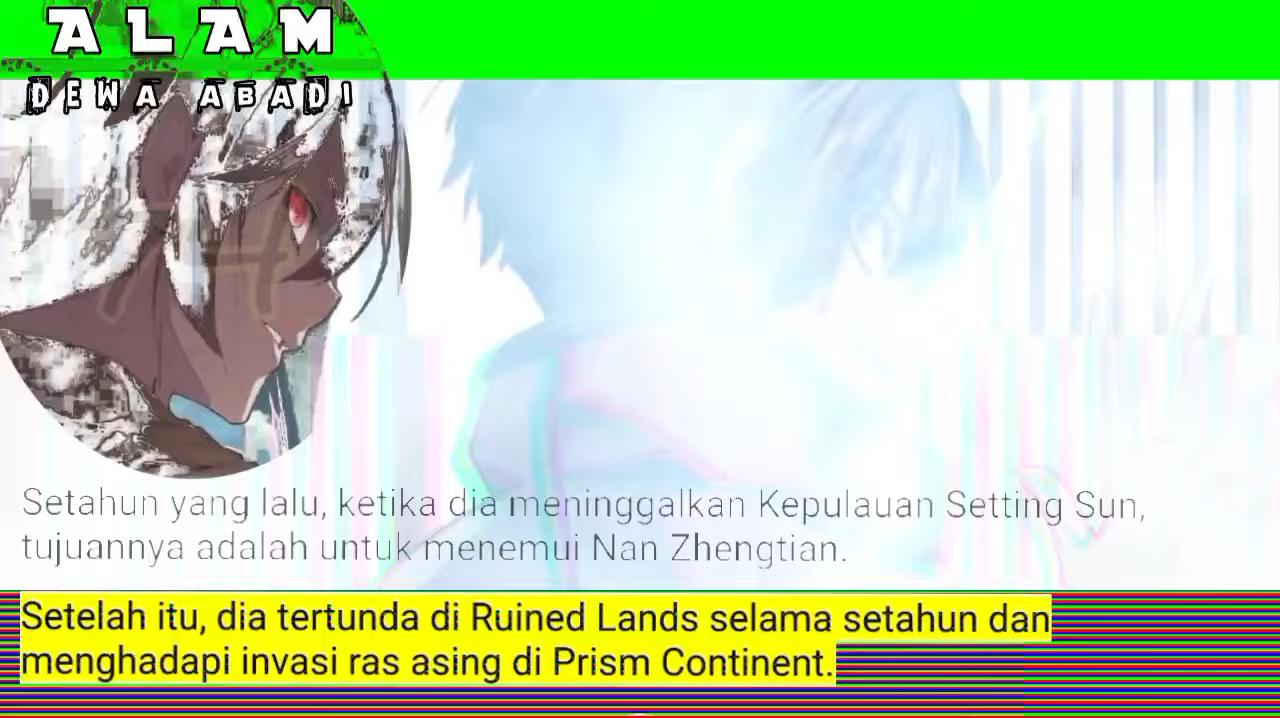 ALAM
DEWA ABADI
Setahun yang lalu, ketika dia meninggalkan Kepulauan Setting Sun,
tujuannya adalah untuk menemui Nan Zhengtian.
Setelah itu, dia tertunda di Ruined Lands selama setahun dan
menghadapi invasi ras asing di Prism Continent.